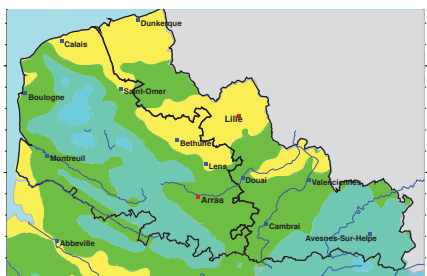 Dunkerque
Calais
Saint-Omer
Boulogne
Lille
Bethune
Montreuil
Lens
Douai
Valenciennes
Arras
Cambrai
Avesnes-Sur-Helpe
Abbeville